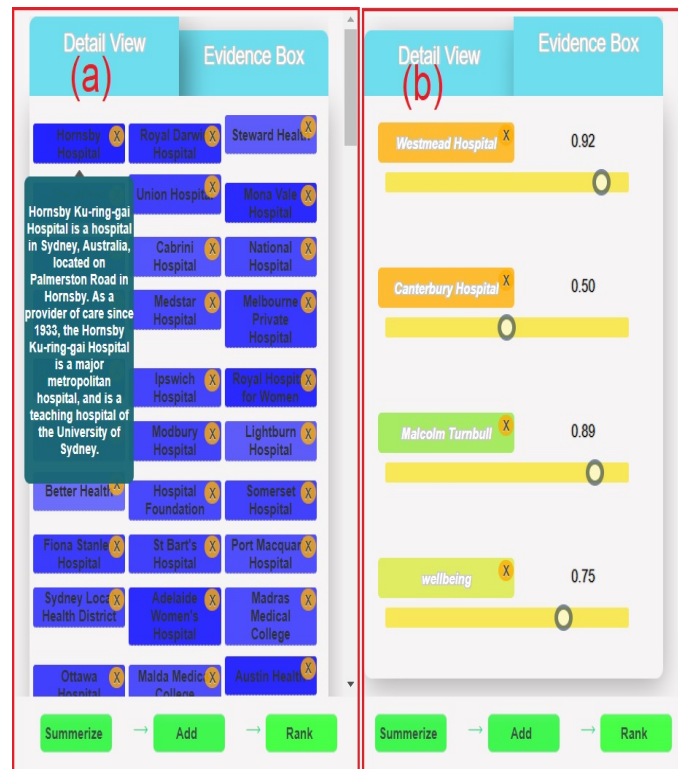 Detail View
Evidence Box
(a)
Hornsby X
Hospital
Royal Darwi X
Hospital
Steward Healt X
Union Hospit X
Mona Vale X
Hospital
Hornsby Ku-ring-gai
Hospital is a hospital
in Sydney, Australia,
located on
Palmerston Road in
Hornsby. As a
provider of care since
1933, the Hornsby
Ku-ring-gai Hospital
is a major
metropolitan
hospital, and is a
teaching hospital of
the University of
Sydney.
Cabrini X
Hospital
National X
Hospital
Medstar X
Hospital
Melbourne X
Private
Hospital
Ipswich X
Hospital
Royal Hospit X
for Women
Modbury X
Hospital
Lightburn X
Hospital
Better Healt X
Hospital X
Foundation
Somerset X
Hospital
Fiona Stanle X
Hospital
St Bart's X
Hospital
Port Macquar X
Hospital
Sydney Loca X
Health District
Adelaide X
Women's
Hospital
Madras X
Medical
College
Ottawa X
Hospital
Malda Medic X
College
Austin Healt X
Summerize → Add → Rank
Detail View
Evidence Box
(b)
Westmead Hospital X 0.92
Canterbury Hospital X 0.50
Malcolm Turnbull X 0.89
wellbeing X 0.75
Summerize → Add → Rank